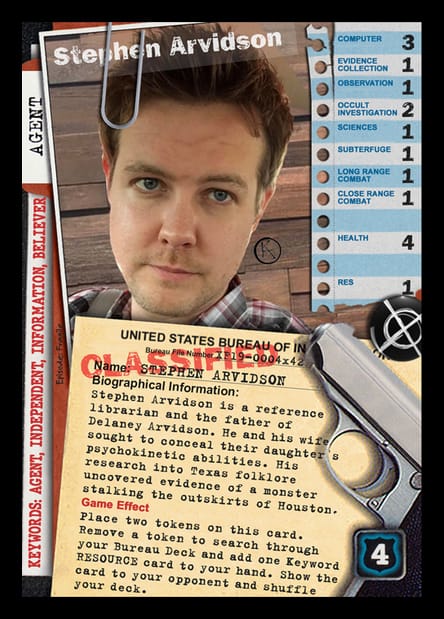 Stephen Arvidson
AGENT
KEYWORDS: AGENT, INDEPENDENT, INFORMATION, BELIEVER
COMPUTER 3
EVIDENCE
COLLECTION 1
OBSERVATION 1
OCCULT
INVESTIGATION 2
SCIENCES 1
SUBTERFUGE 1
LONG RANGE
COMBAT 1
CLOSE RANGE
COMBAT 1
HEALTH 4
RES 1
UNITED STATES BUREAU OF IN
Bureau File Number XF19-0004x42
CLASSIFIED
Name: STEPHEN ARVIDSON
Biographical Information:
Stephen Arvidson is a reference
librarian and the father of
Delaney Arvidson. He and his wife
sought to conceal their daughter's
psychokinetic abilities. His
research into Texas folklore
uncovered evidence of a monster
stalking the outskirts of Houston.
Game Effect
Place two tokens on this card.
Remove a token to search through
your Bureau Deck and add one Keyword
RESOURCE card to your hand. Show the
card to your opponent and shuffle
your deck.
4